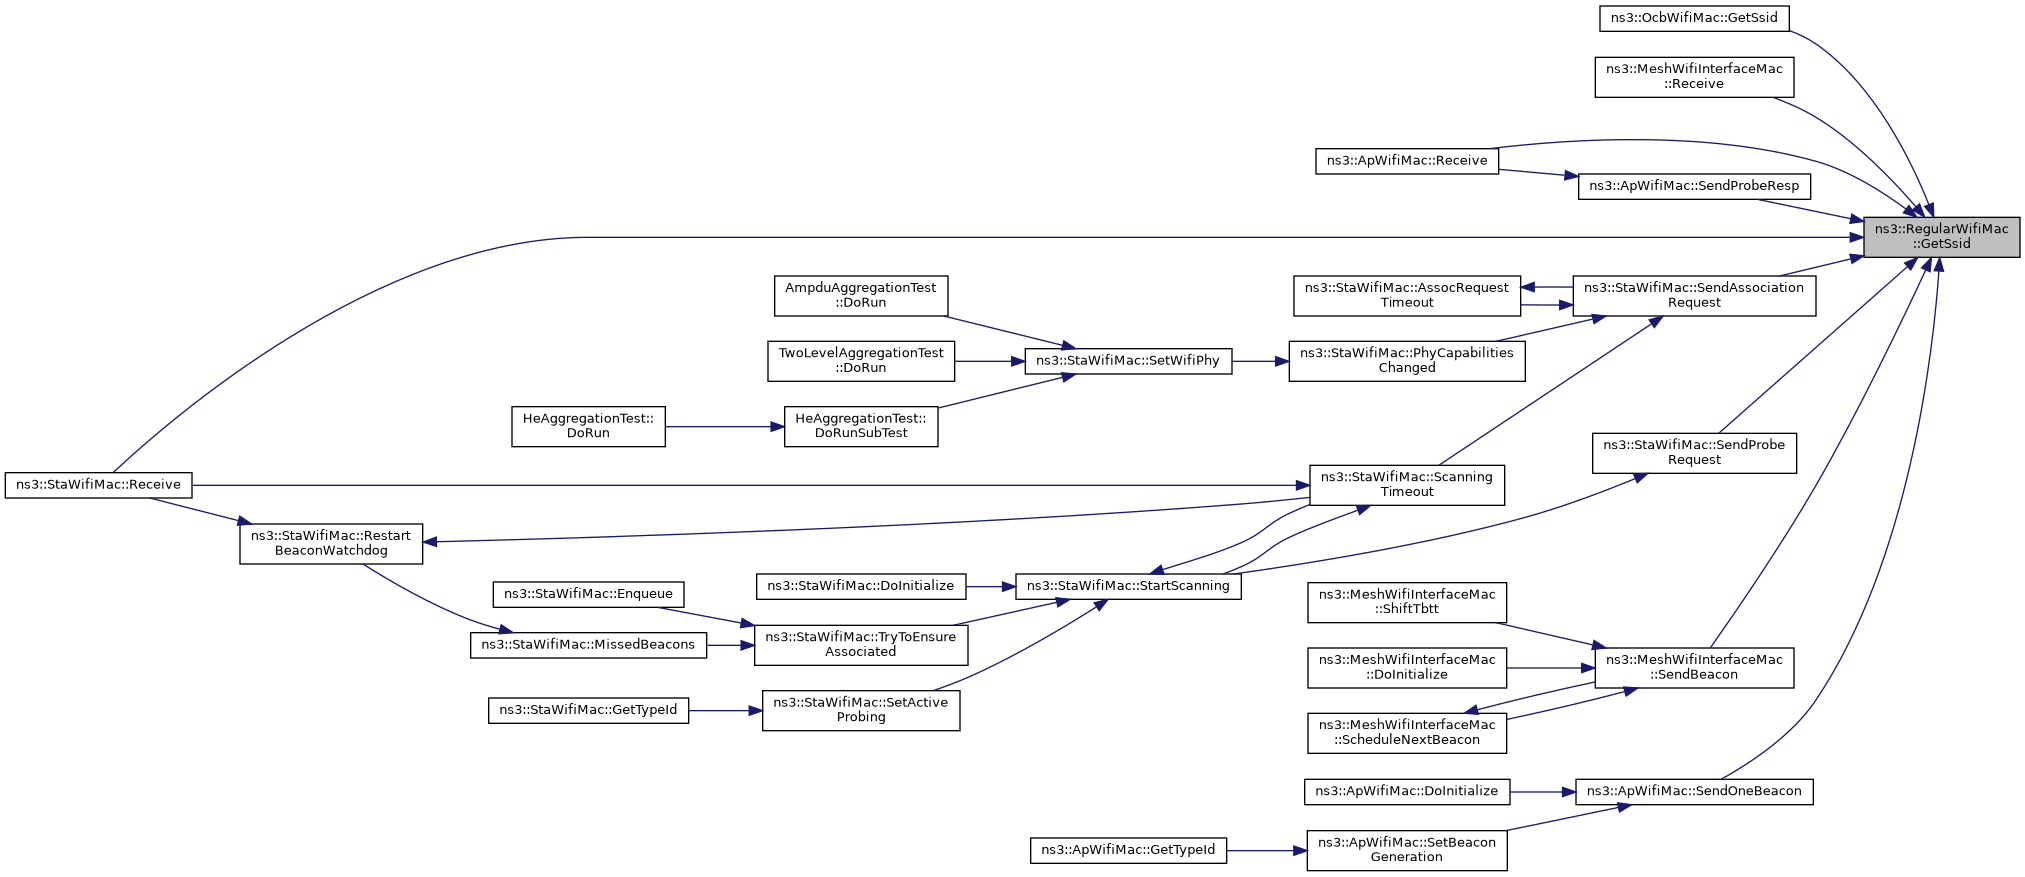 ns3::OcbWifiMac::GetSsid
ns3::MeshWifiInterfaceMac
::Receive
ns3::ApWifiMac::Receive
ns3::ApWifiMac::SendProbeResp
ns3::RegularWifiMac
::GetSsid
AmpduAggregationTest
::DoRun
ns3::StaWifiMac::AssocRequest
Timeout
ns3::StaWifiMac::SendAssociation
Request
TwoLevelAggregationTest
::DoRun
ns3::StaWifiMac::SetWifiPhy
ns3::StaWifiMac::PhyCapabilities
Changed
HeAggregationTest::
DoRun
HeAggregationTest::
DoRunSubTest
ns3::StaWifiMac::SendProbe
Request
ns3::StaWifiMac::Receive
ns3::StaWifiMac::Scanning
Timeout
ns3::StaWifiMac::Restart
BeaconWatchdog
ns3::StaWifiMac::Enqueue
ns3::StaWifiMac::DoInitialize
ns3::StaWifiMac::StartScanning
ns3::MeshWifiInterfaceMac
::ShiftTbtt
ns3::StaWifiMac::MissedBeacons
ns3::StaWifiMac::TryToEnsure
Associated
ns3::MeshWifiInterfaceMac
::DoInitialize
ns3::MeshWifiInterfaceMac
::SendBeacon
ns3::StaWifiMac::GetTypeId
ns3::StaWifiMac::SetActive
Probing
ns3::MeshWifiInterfaceMac
::ScheduleNextBeacon
ns3::ApWifiMac::DoInitialize
ns3::ApWifiMac::SendOneBeacon
ns3::ApWifiMac::GetTypeId
ns3::ApWifiMac::SetBeacon
Generation